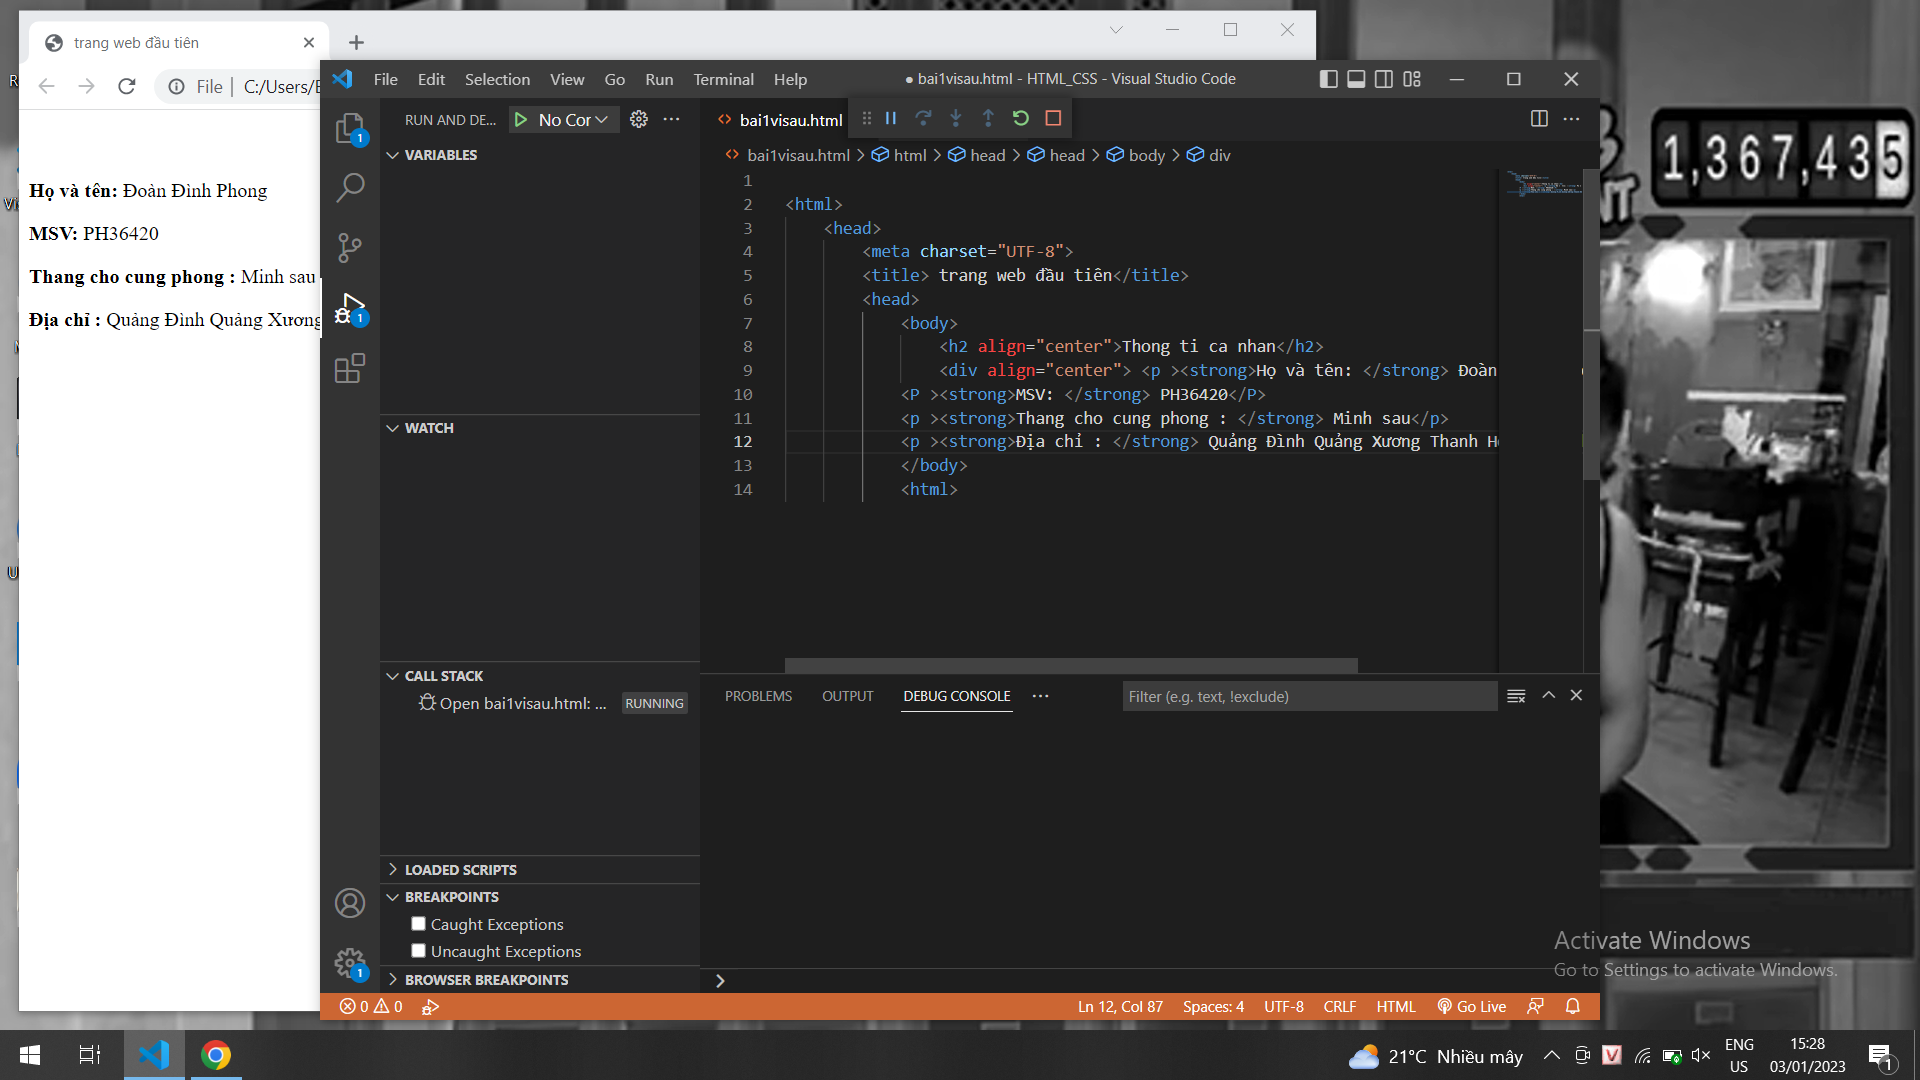 trang web đầu tiên
File
C:/Users/
Họ và tên: Đoàn Đình Phong
MSV: PH36420
Thang cho cung phong : Minh sau
Địa chỉ : Quảng Đình Quảng Xương
File Edit Selection View Go Run Terminal Help
● bai1visau.html - HTML_CSS - Visual Studio Code
RUN AND DE...
No Cor
bai1visau.html
bai1visau.html > html > head > head > body > div
VARIABLES
1
2 <html>
3 <head>
4 <meta charset="UTF-8">
5 <title> trang web đầu tiên</title>
6 <head>
7 <body>
8 <h2 align="center">Thong ti ca nhan</h2>
9 <div align="center"> <p ><strong>Họ và tên: </strong> Đoàn
10 <P ><strong>MSV: </strong> PH36420</P>
11 <p ><strong>Thang cho cung phong : </strong> Minh sau</p>
12 <p ><strong>Địa chỉ : </strong> Quảng Đình Quảng Xương Thanh
13 </body>
14 <html>
WATCH
CALL STACK
Open bai1visau.html: ...
RUNNING
LOADED SCRIPTS
BREAKPOINTS
Caught Exceptions
Uncaught Exceptions
BROWSER BREAKPOINTS
PROBLEMS OUTPUT DEBUG CONSOLE
Filter (e.g. text, !exclude)
0 0
Ln 12, Col 87 Spaces: 4 UTF-8 CRLF HTML Go Live
1,367,435
Activate Windows
Go to Settings to activate Windows.
21°C Nhiều mây
ENG
US
15:28
03/01/2023
1